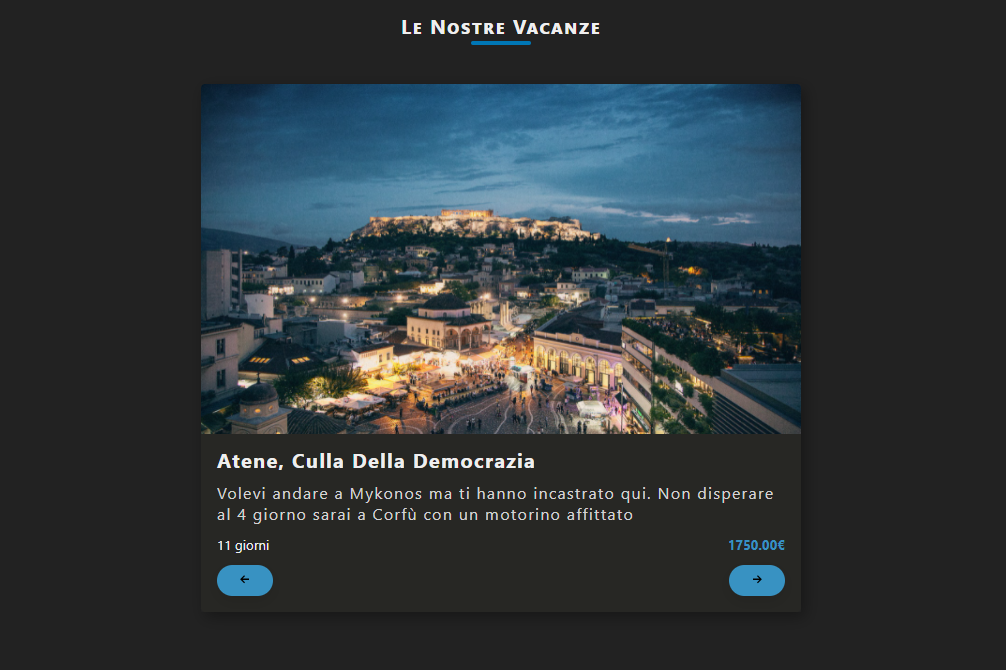 Le Nostre Vacanze
Atene, Culla Della Democrazia
Volevi andare a Mykonos ma ti hanno incastrato qui. Non disperare
al 4 giorno sarai a Corfù con un motorino affittato
11 giorni
1750.00€
← →